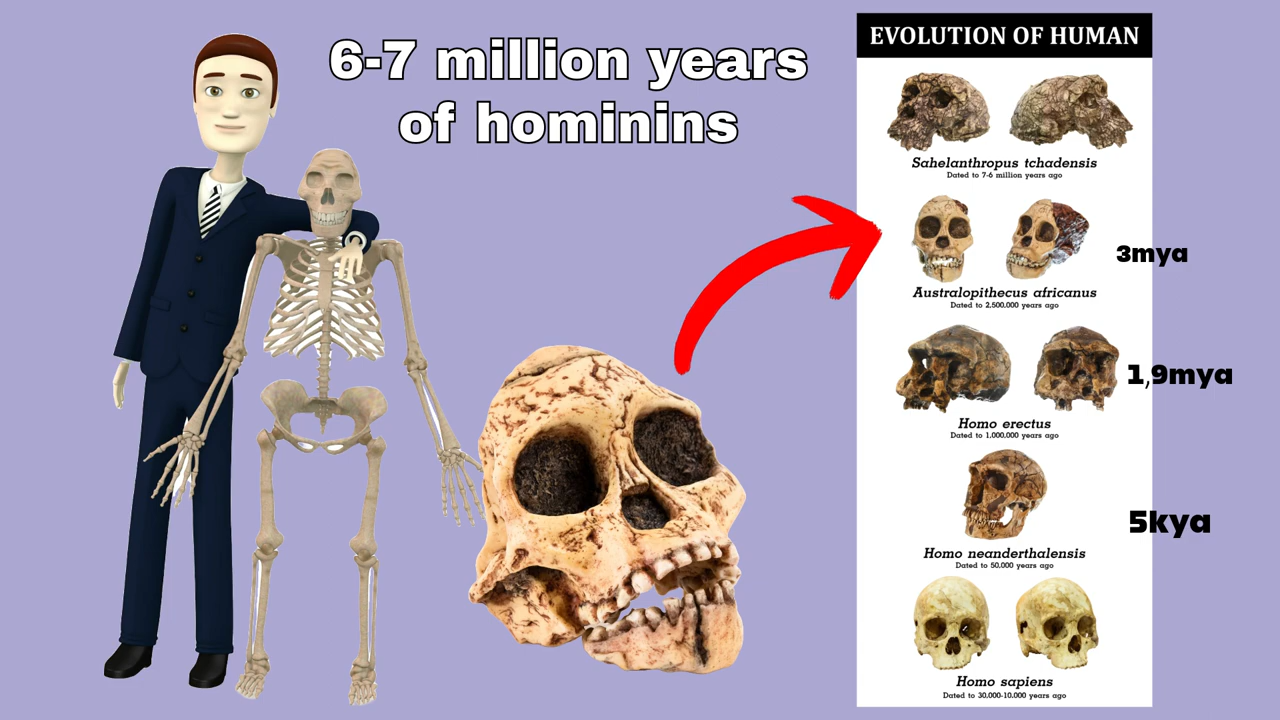 6-7 million years
of hominins
EVOLUTION OF HUMAN
Sahelanthropus tchadensis
Dated to 7-6 million years ago
3mya
Australopithecus africanus
Dated to 2.500.000 years ago
1,9mya
Homo erectus
Dated to 1.000.000 years ago
5kya
Homo neanderthalensis
Dated to 50.000 years ago
Homo sapiens
Dated to 30.000-10.000 years ago